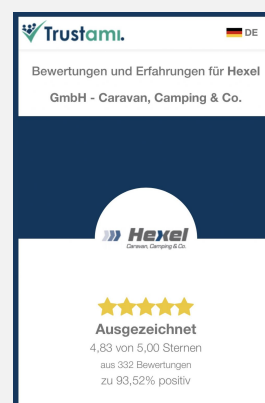 Trustami.
DE
Bewertungen und Erfahrungen für Hexel
GmbH - Caravan, Camping & Co.
Hexel
Caravan, Camping & Co.
Ausgezeichnet
4,83 von 5,00 Sternen
aus 332 Bewertungen
zu 93,52% positiv